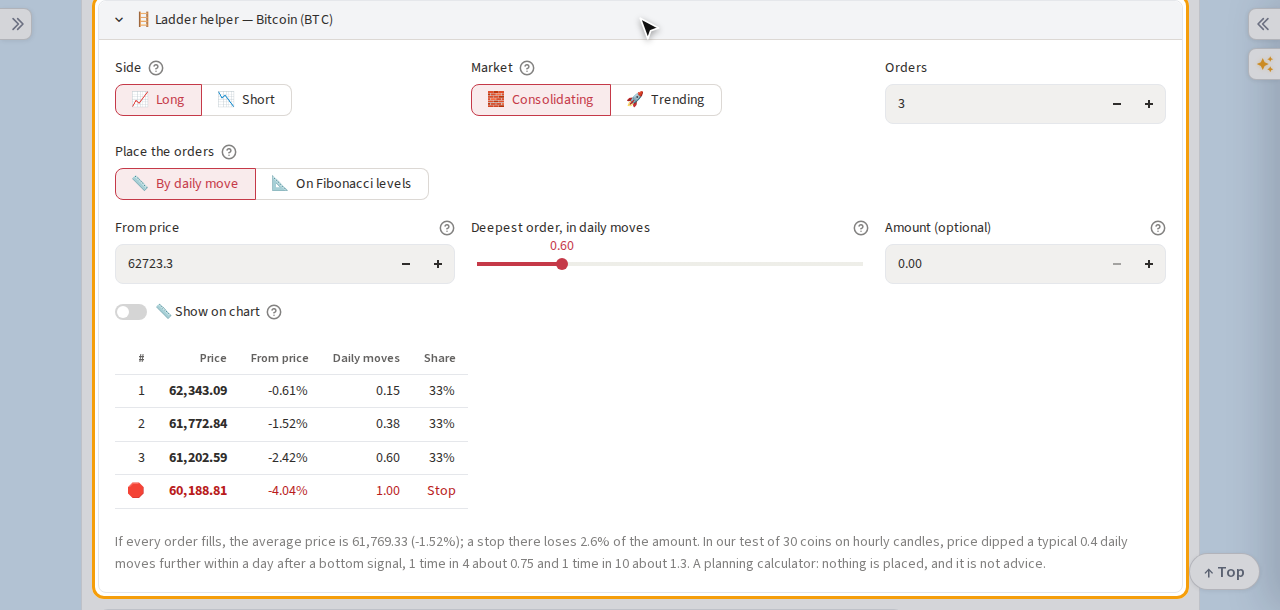 Ladder helper — Bitcoin (BTC)
Side
Market
Orders
Long
Short
Consolidating
Trending
3
Place the orders
By daily move
On Fibonacci levels
From price
Deepest order, in daily moves
Amount (optional)
0.60
62723.3
0.00
Show on chart
# Price From price Daily moves Share
1 62,343.09 -0.61% 0.15 33%
2 61,772.84 -1.52% 0.38 33%
3 61,202.59 -2.42% 0.60 33%
60,188.81 -4.04% 1.00 Stop
If every order fills, the average price is 61,769.33 (-1.52%); a stop there loses 2.6% of the amount. In our test of 30 coins on hourly candles, price dipped a typical 0.4 daily
moves further within a day after a bottom signal, 1 time in 4 about 0.75 and 1 time in 10 about 1.3. A planning calculator: nothing is placed, and it is not advice.
↑ Top